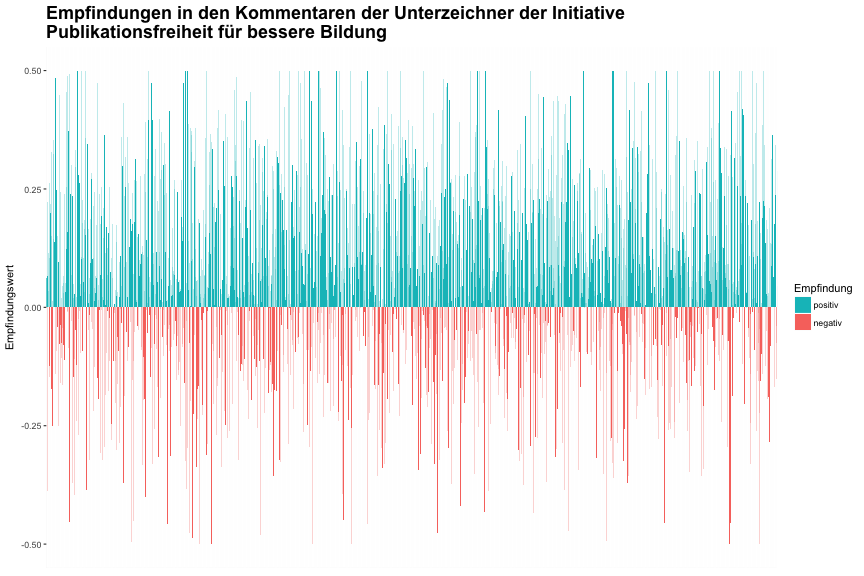 Empfindungen in den Kommentaren der Unterzeichner der Initiative
Publikationsfreiheit für bessere Bildung
0.50
0.25
0.00
-0.25
-0.50
Empfindungswert
Empfindung
positiv
negativ